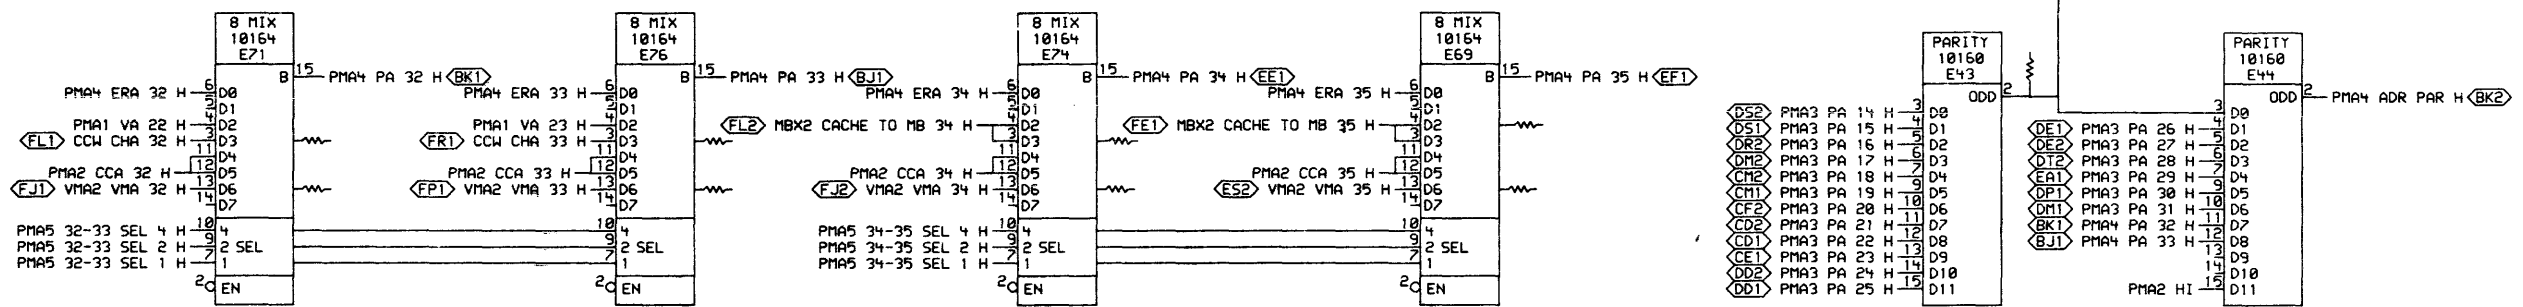 8 MIX
10164
E71
B 15 PMA4 PA 32 H BK1
PMA4 ERA 32 H 6 D0
5 D1
PMA1 VA 22 H 4 D2
FL1 CCW CHA 32 H 3 D3
11 D4
PMA2 CCA 32 H 12 D5
FJ1 VMA2 VMA 32 H 13 D6
14 D7
PMA5 32-33 SEL 4 H 10 4
PMA5 32-33 SEL 2 H 9 2 SEL
PMA5 32-33 SEL 1 H 7 1
2 EN
8 MIX
10164
E76
B 15 PMA4 PA 33 H BJ1
PMA4 ERA 33 H 6 D0
5 D1
PMA1 VA 23 H 4 D2
FR1 CCW CHA 33 H 3 D3
11 D4
PMA2 CCA 33 H 12 D5
FP1 VMA2 VMA 33 H 13 D6
14 D7
10 4
9 2 SEL
7 1
2 EN
8 MIX
10164
E74
B 15 PMA4 PA 34 H EE1
PMA4 ERA 34 H 6 D0
5 D1
FL2 MBX2 CACHE TO MB 34 H 4 D2
3 D3
11 D4
PMA2 CCA 34 H 12 D5
FJ2 VMA2 VMA 34 H 13 D6
14 D7
PMA5 34-35 SEL 4 H 10 4
PMA5 34-35 SEL 2 H 9 2 SEL
PMA5 34-35 SEL 1 H 7 1
2 EN
8 MIX
10164
E69
B 15 PMA4 PA 35 H EF1
PMA4 ERA 35 H 6 D0
5 D1
FE1 MBX2 CACHE TO MB 35 H 4 D2
3 D3
11 D4
PMA2 CCA 35 H 12 D5
ES2 VMA2 VMA 35 H 13 D6
14 D7
10 4
9 2 SEL
7 1
2 EN
PARITY
10160
E43
ODD 2
DS2 PMA3 PA 14 H 3 D0
DS1 PMA3 PA 15 H 4 D1
DR2 PMA3 PA 16 H 5 D2
DM2 PMA3 PA 17 H 6 D3
CM2 PMA3 PA 18 H 7 D4
CM1 PMA3 PA 19 H 9 D5
CF2 PMA3 PA 20 H 10 D6
CD2 PMA3 PA 21 H 11 D7
CD1 PMA3 PA 22 H 12 D8
CE1 PMA3 PA 23 H 13 D9
DD2 PMA3 PA 24 H 14 D10
DD1 PMA3 PA 25 H 15 D11
PARITY
10160
E44
ODD 2 PMA4 ADR PAR H BK2
3 D0
DE1 PMA3 PA 26 H 4 D1
DE2 PMA3 PA 27 H 5 D2
DT2 PMA3 PA 28 H 6 D3
EA1 PMA3 PA 29 H 7 D4
DP1 PMA3 PA 30 H 9 D5
DM1 PMA3 PA 31 H 10 D6
BK1 PMA4 PA 32 H 11 D7
BJ1 PMA4 PA 33 H 12 D8
13 D9
14 D10
PMA2 HI 15 D11